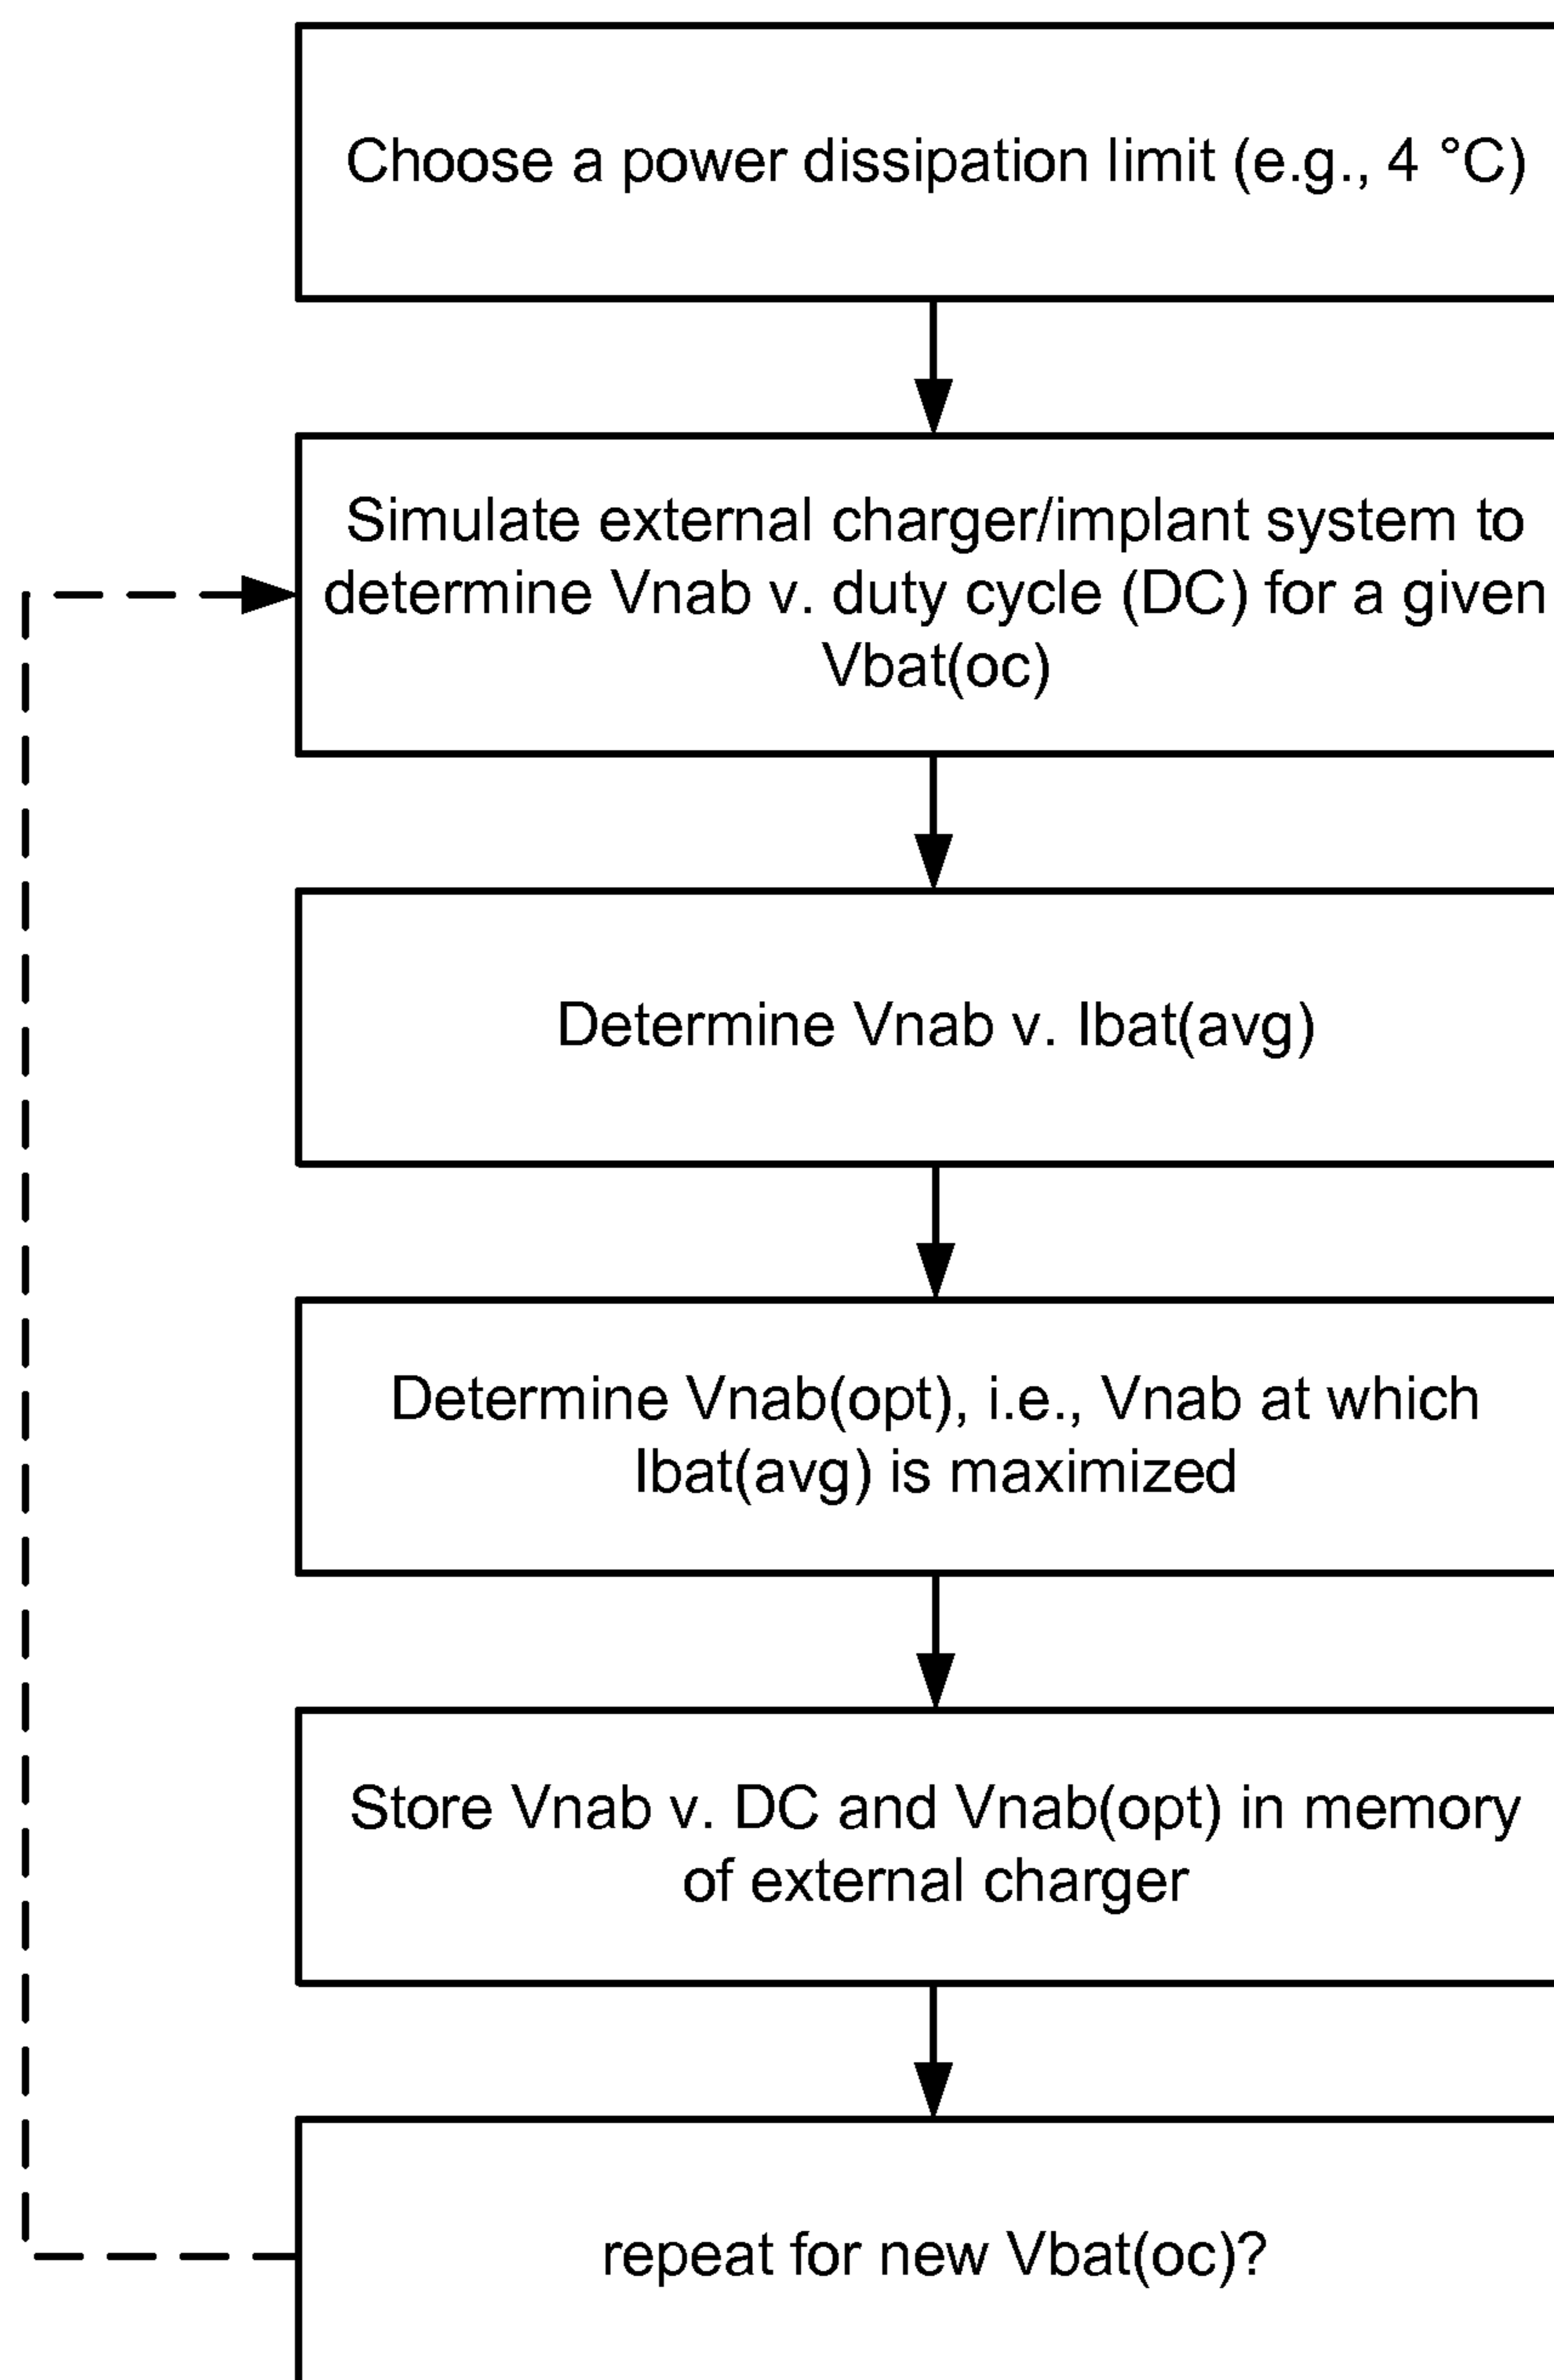 Choose a power dissipation limit (e.g., 4 °C)
Simulate external charger/implant system to
determine Vnab v. duty cycle (DC) for a given
Vbat(oc)
Determine Vnab v. Ibat(avg)
Determine Vnab(opt), i.e., Vnab at which
Ibat(avg) is maximized
Store Vnab v. DC and Vnab(opt) in memory
of external charger
repeat for new Vbat(oc)?